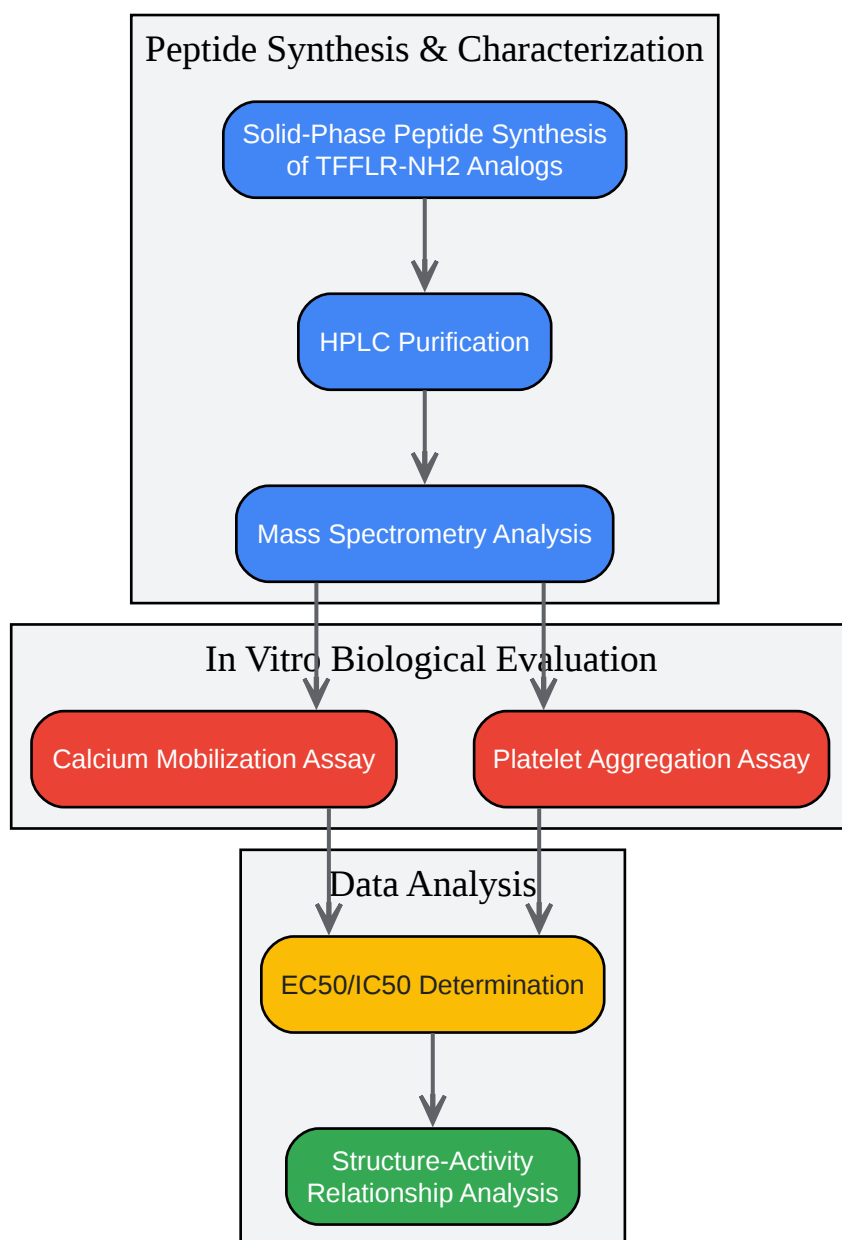 Peptide Synthesis & Characterization
Solid-Phase Peptide Synthesis
of TFFLR-NH2 Analogs
HPLC Purification
Mass Spectrometry Analysis
In Vitro Biological Evaluation
Calcium Mobilization Assay
Platelet Aggregation Assay
Data Analysis
EC50/IC50 Determination
Structure-Activity
Relationship Analysis